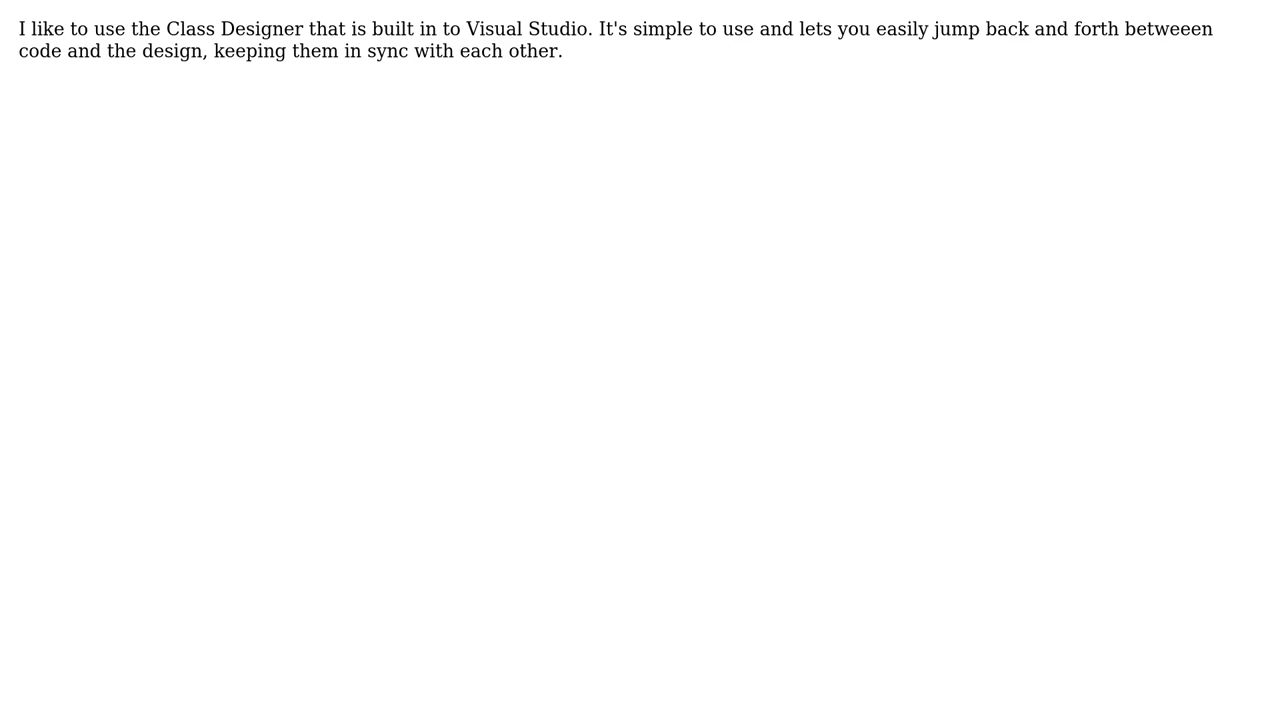 I like to use the Class Designer that is built in to Visual Studio. It's simple to use and lets you easily jump back and forth betweeen
code and the design, keeping them in sync with each other.